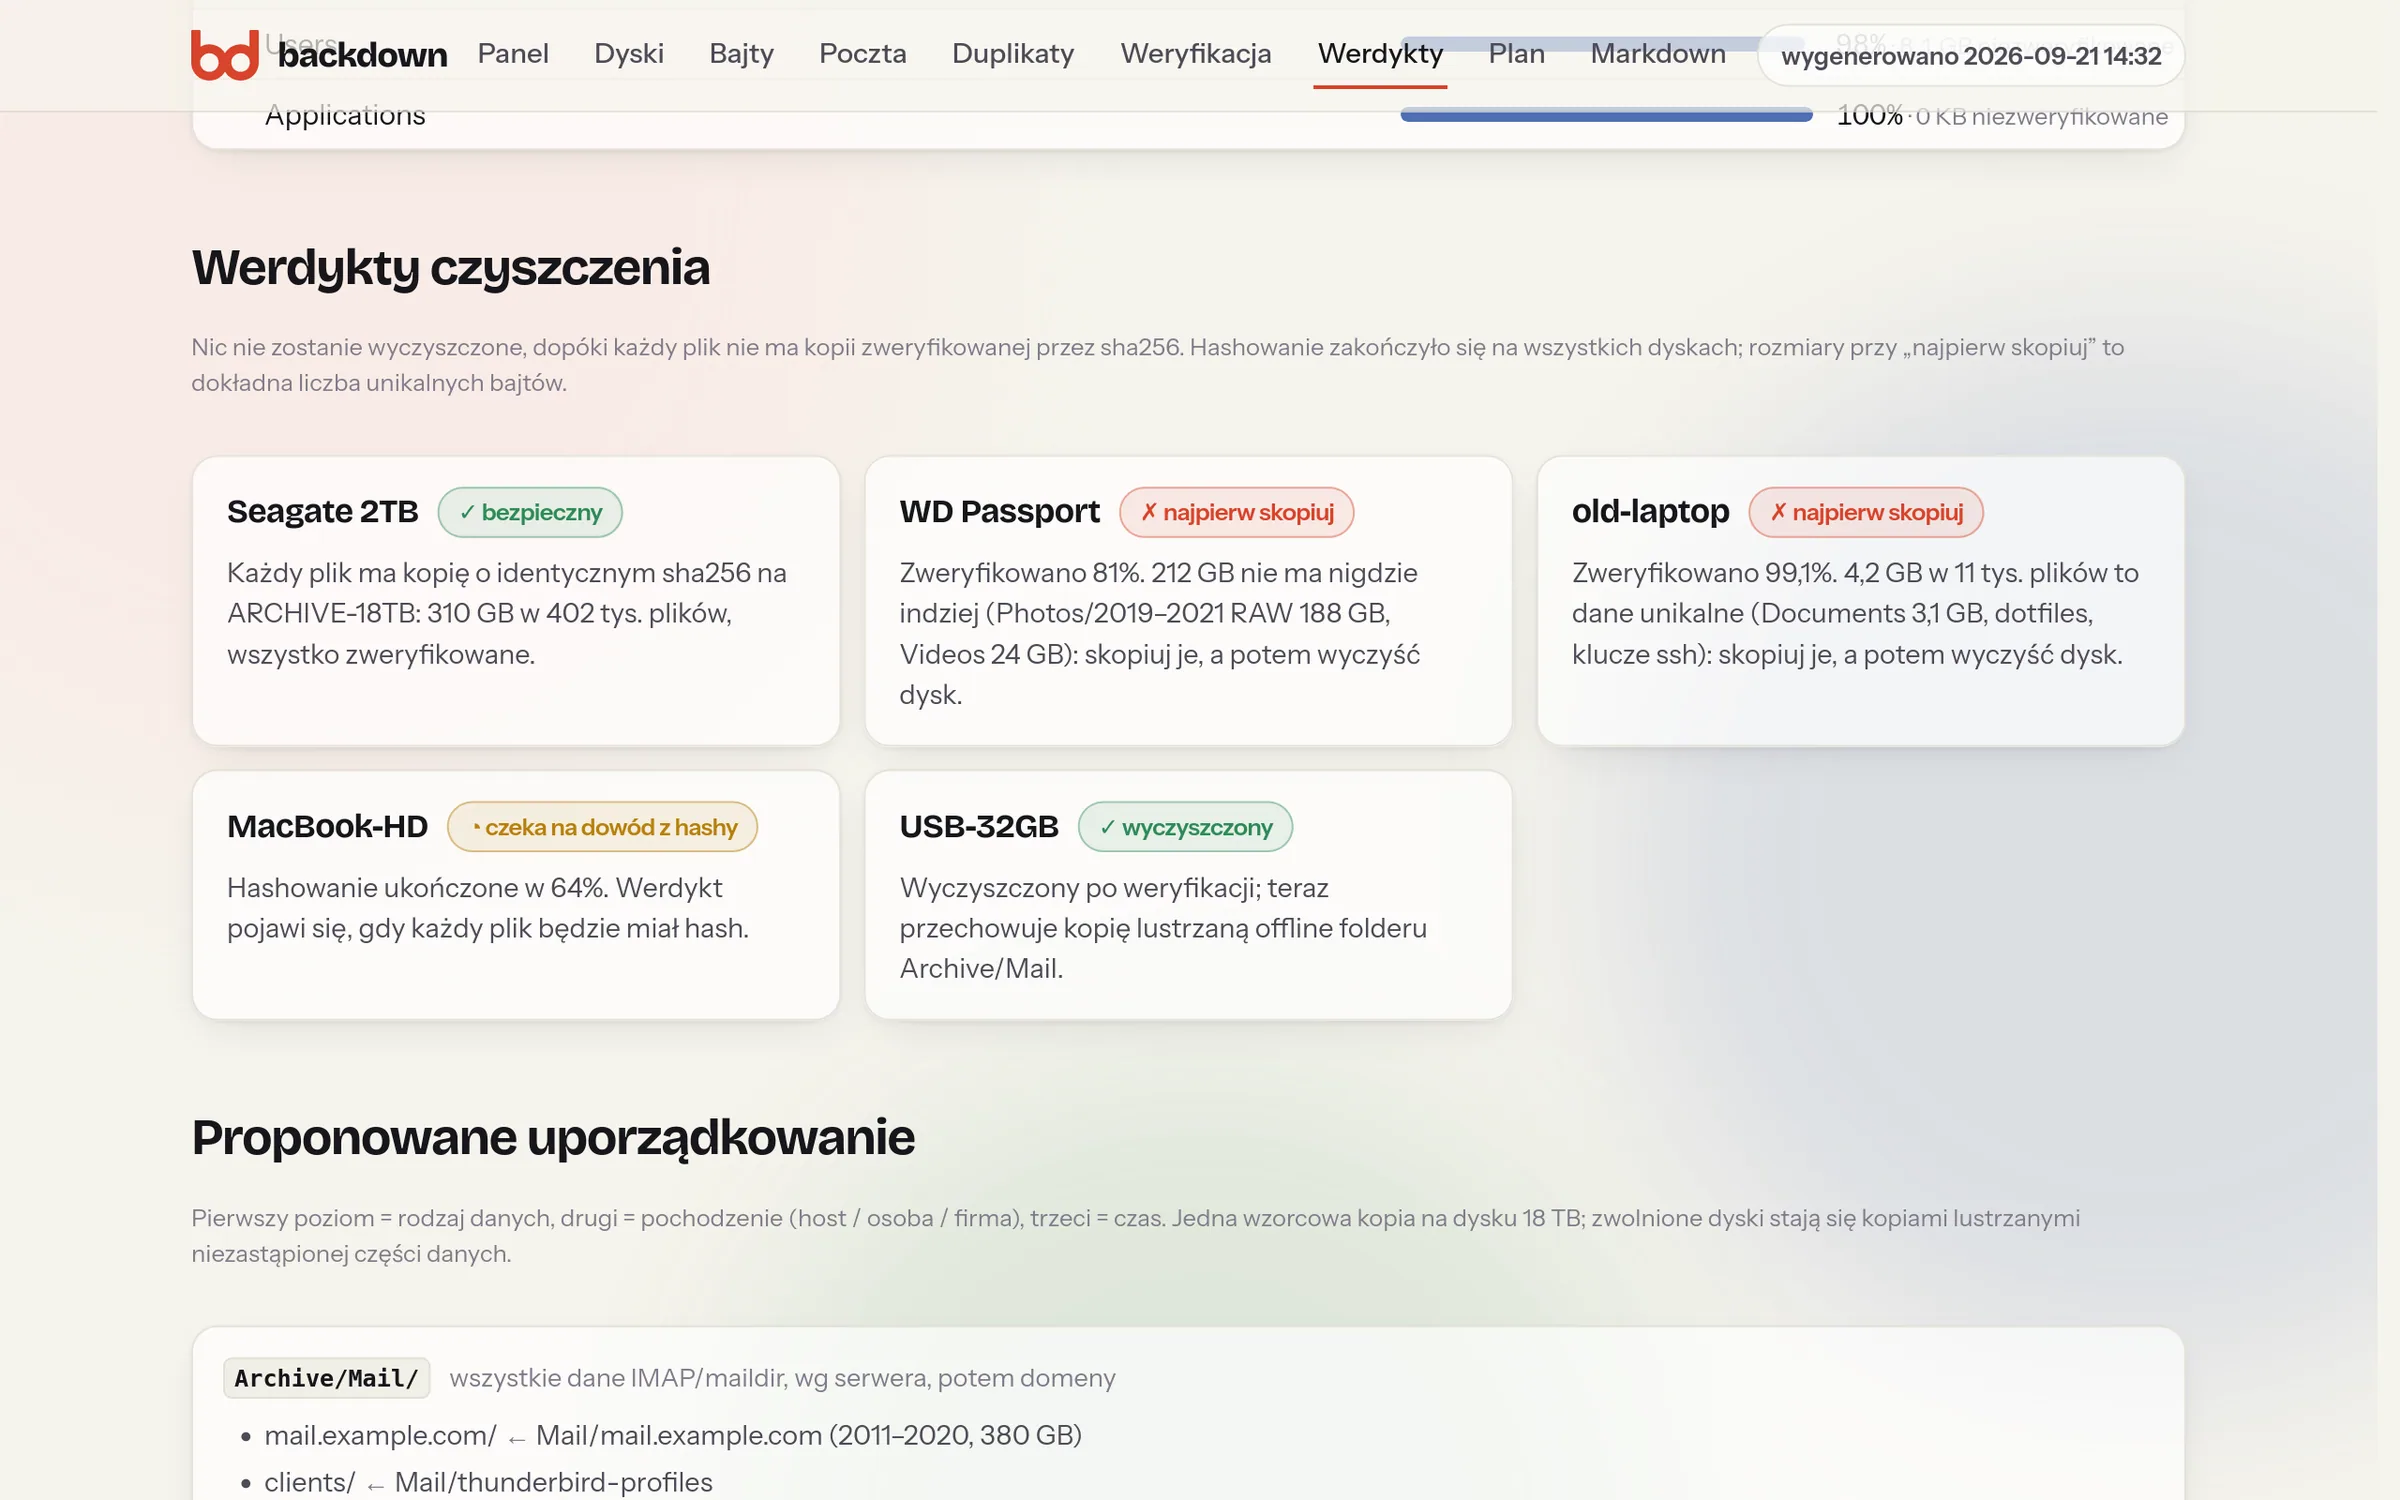 bd backdown Panel Dyski Bajty Poczta Duplikaty Weryfikacja Werdykty Plan Markdown wygenerowano 2026-09-21 14:32
Users 98%
Applications 100% · 0 KB niezweryfikowane
Werdykty czyszczenia
Nic nie zostanie wyczyszczone, dopóki każdy plik nie ma kopii zweryfikowanej przez sha256. Hashowanie zakończyło się na wszystkich dyskach; rozmiary przy „najpierw skopiuj” to
dokładna liczba unikalnych bajtów.
Seagate 2TB ✓ bezpieczny
Każdy plik ma kopię o identycznym sha256 na
ARCHIVE-18TB: 310 GB w 402 tys. plików,
wszystko zweryfikowane.
WD Passport ✗ najpierw skopiuj
Zweryfikowano 81%. 212 GB nie ma nigdzie
indziej (Photos/2019–2021 RAW 188 GB,
Videos 24 GB): skopiuj je, a potem wyczyść
dysk.
old-laptop ✗ najpierw skopiuj
Zweryfikowano 99,1%. 4,2 GB w 11 tys. plików to
dane unikalne (Documents 3,1 GB, dotfiles,
klucze ssh): skopiuj je, a potem wyczyść dysk.
MacBook-HD czeka na dowód z hashy
Hashowanie ukończone w 64%. Werdykt
pojawi się, gdy każdy plik będzie miał hash.
USB-32GB ✓ wyczyszczony
Wyczyszczony po weryfikacji; teraz
przechowuje kopię lustrzaną offline folderu
Archive/Mail.
Proponowane uporządkowanie
Pierwszy poziom = rodzaj danych, drugi = pochodzenie (host / osoba / firma), trzeci = czas. Jedna wzorcowa kopia na dysku 18 TB; zwolnione dyski stają się kopiami lustrzanymi
niezastąpionej części danych.
Archive/Mail/ wszystkie dane IMAP/maildir, wg serwera, potem domeny
• mail.example.com/ ← Mail/mail.example.com (2011–2020, 380 GB)
• clients/ ← Mail/thunderbird-profiles